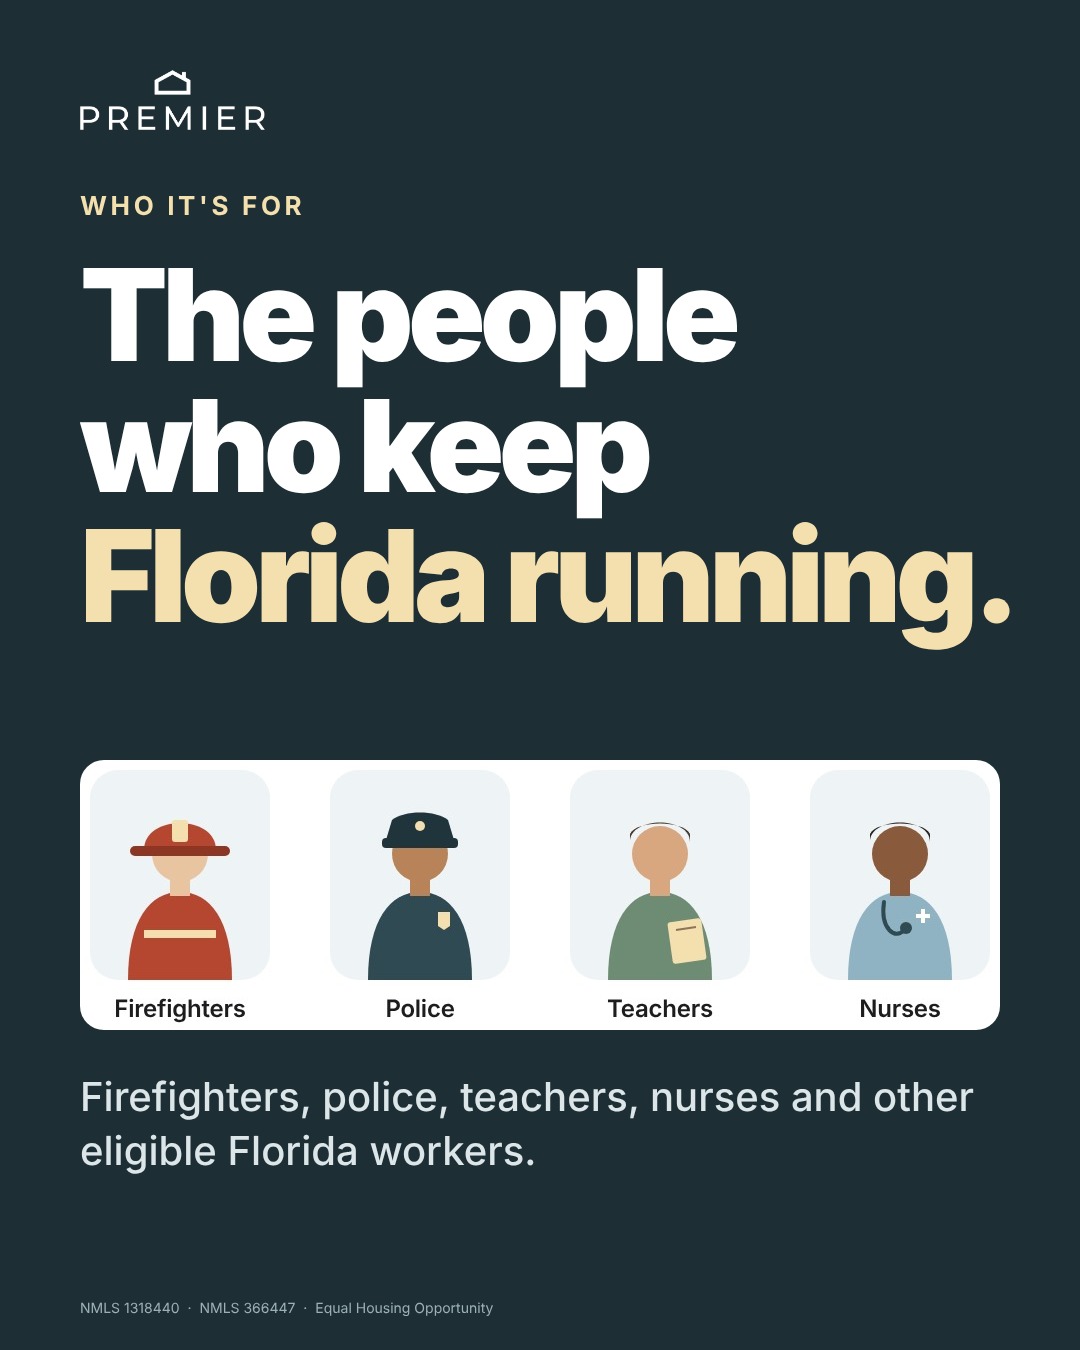 PREMIER
WHO IT'S FOR
The people
who keep
Florida running.
Firefighters
Police
Teachers
Nurses
Firefighters, police, teachers, nurses and other
eligible Florida workers.
NMLS 1318440 · NMLS 366447 · Equal Housing Opportunity